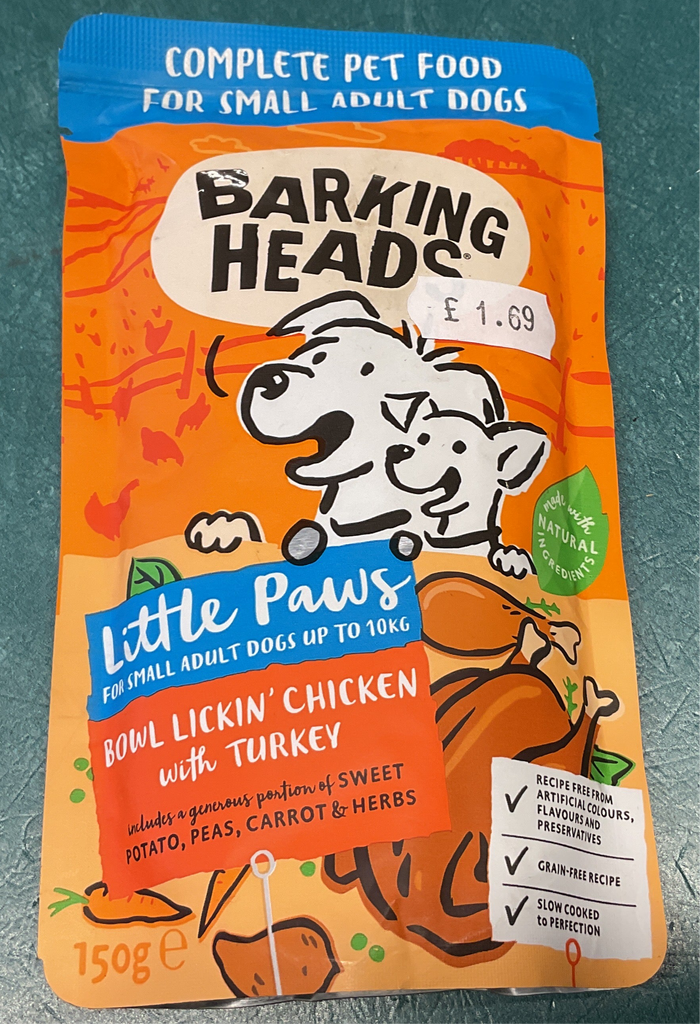 COMPLETE PET FOOD
FOR SMALL ADULT DOGS
BARKING
HEADS®
£ 1.69
made with
NATURAL
INGREDIENTS
Little Paws
FOR SMALL ADULT DOGS UP TO 10KG
BOWL LICKIN' CHICKEN
with TURKEY
includes a generous portion of SWEET
POTATO, PEAS, CARROT & HERBS
✓ RECIPE FREE FROM
ARTIFICIAL COLOURS,
FLAVOURS AND
PRESERVATIVES
✓ GRAIN-FREE RECIPE
✓ SLOW COOKED
to PERFECTION
150g e